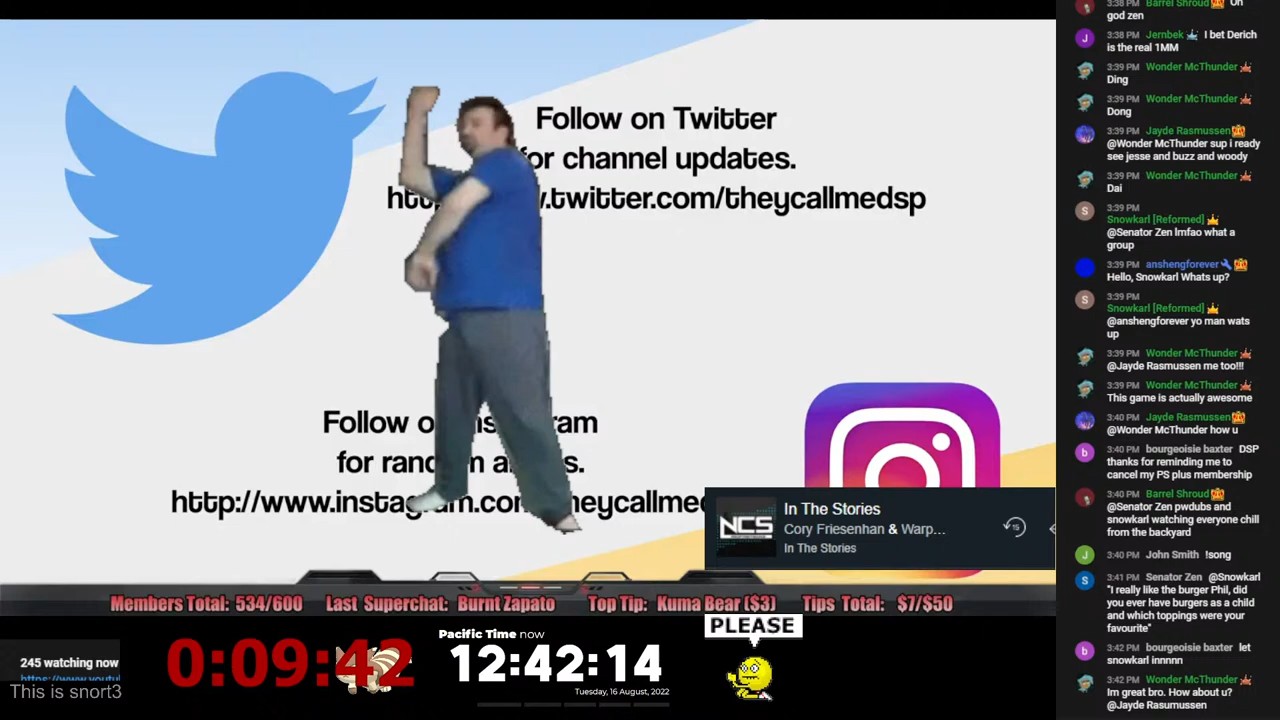 Follow on Twitter
for channel updates.
.twitter.com/theycallmedsp
Follow o
ram
for
http://www.instagram.com
NCS
In The Stories
Cory Friesenhan & Warp...
In The Stories
15
Members Total: 534/600 Last Superchat: Burnt Zapato Top Tip: Kuma Bear ($3) Tips Total: $7/$50
245 watching now
https://www.youtul
This is snort3
0:09:42
Pacific Time now
12:42:14
Tuesday, 16 August, 2022
PLEASE
3:38 PM Barrel Shroud Oh
god zen
3:38 PM Jernbek I bet Derich
is the real 1MM
3:39 PM Wonder McThunder
Ding
3:39 PM Wonder McThunder
Dong
3:39 PM Jayde Rasmussen
@Wonder McThunder sup i ready
see jesse and buzz and woody
3:39 PM Wonder McThunder
Dai
3:39 PM
Snowkarl [Reformed]
@Senator Zen lmfao what a
group
3:39 PM anshengforever
Hello, Snowkarl Whats up?
3:39 PM
Snowkarl [Reformed]
@anshengforever yo man wats
up
3:39 PM Wonder McThunder
@Jayde Rasmussen me too!!!
3:39 PM Wonder McThunder
This game is actually awesome
3:40 PM Jayde Rasmussen
@Wonder McThunder how u
3:40 PM bourgeoisie baxter DSP
thanks for reminding me to
cancel my PS plus membership
3:40 PM Barrel Shroud
@Senator Zen pwdubs and
snowkarl watching everyone chill
from the backyard
3:40 PM John Smith !song
3:41 PM Senator Zen @Snowkarl
"I really like the burger Phil, did
you ever have burgers as a child
and which toppings were your
favourite"
3:42 PM bourgeoisie baxter let
snowkarl innnnn
3:42 PM Wonder McThunder
Im great bro. How about u?
@Jayde Rasumussen